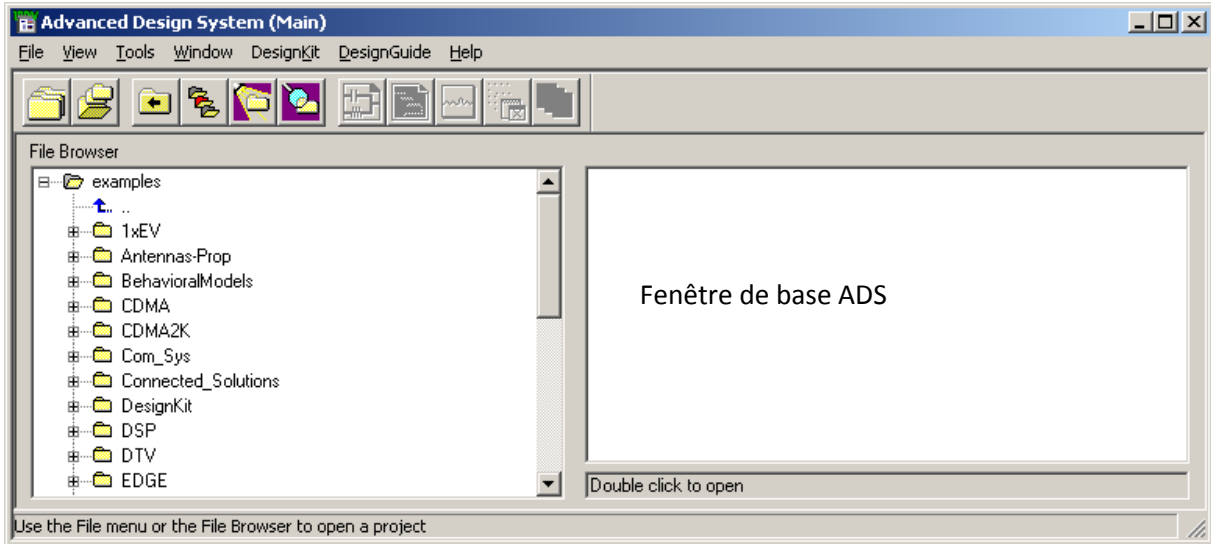 Advanced Design System (Main)
File View Tools Window DesignKit DesignGuide Help
File Browser
examples
..
1xEV
Antennas-Prop
BehavioralModels
CDMA
CDMA2K
Com_Sys
Connected_Solutions
DesignKit
DSP
DTV
EDGE
Fenêtre de base ADS
Double click to open
Use the File menu or the File Browser to open a project